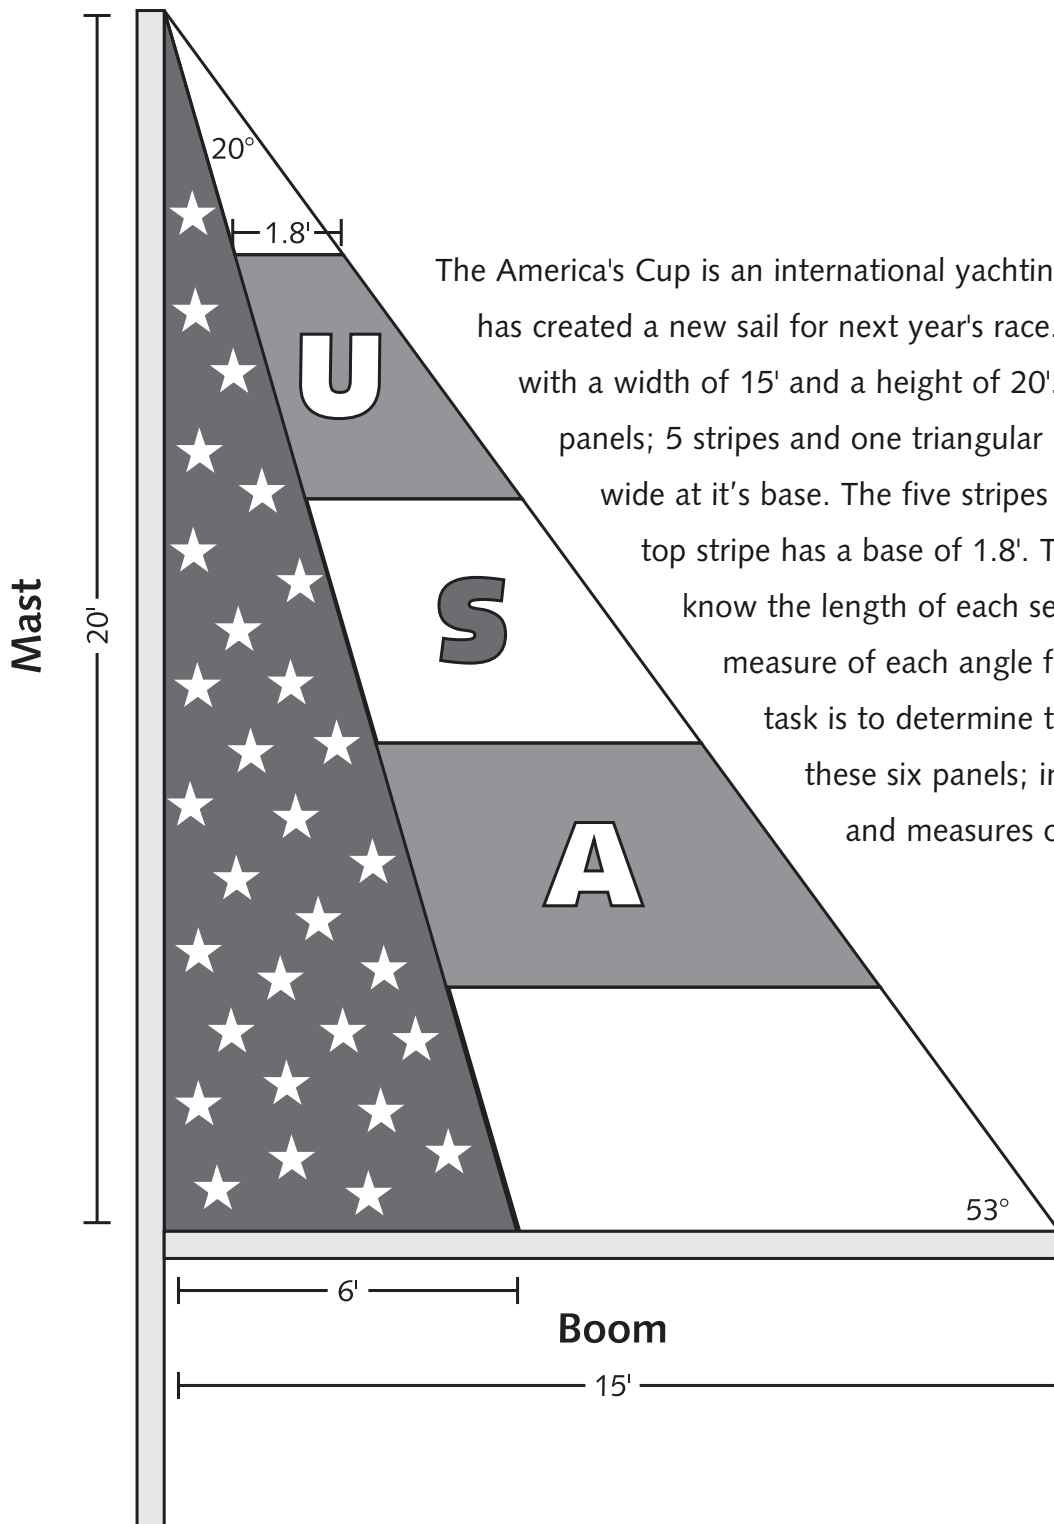 20°
1.8'
The America's Cup is an international yachtin
has created a new sail for next year's race.
with a width of 15' and a height of 20'.
panels; 5 stripes and one triangular
wide at it’s base. The five stripes
top stripe has a base of 1.8'. T
know the length of each se
measure of each angle f
task is to determine t
these six panels; in
and measures o
U
S
A
Mast
20'
53°
6'
Boom
15'